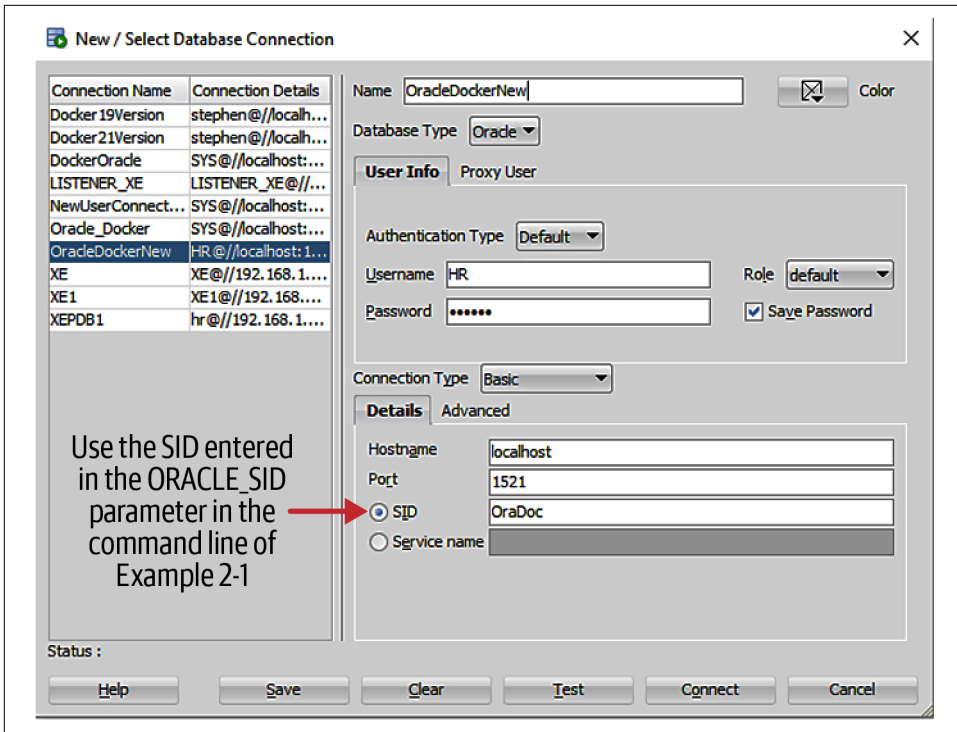 New / Select Database Connection
Connection Name Connection Details
Docker19Version stephen@//localh...
Docker21Version stephen@//localh...
DockerOracle SYS@//localhost:...
LISTENER_XE LISTENER_XE@//...
NewUserConnect... SYS@//localhost:...
Oracle_Docker SYS@//localhost:...
OracleDockerNew HR@//localhost:1...
XE XE@//192.168.1....
XE1 XE1@//192.168....
XEPDB1 hr@//192.168.1....
Use the SID entered
in the ORACLE_SID
parameter in the
command line of
Example 2-1
Name OracleDockerNew Color
Database Type Oracle
User Info Proxy User
Authentication Type Default
Username HR Role default
Password •••••• Save Password
Connection Type Basic
Details Advanced
Hostname localhost
Port 1521
SID OraDoc
Service name
Status :
Help Save Clear Test Connect Cancel